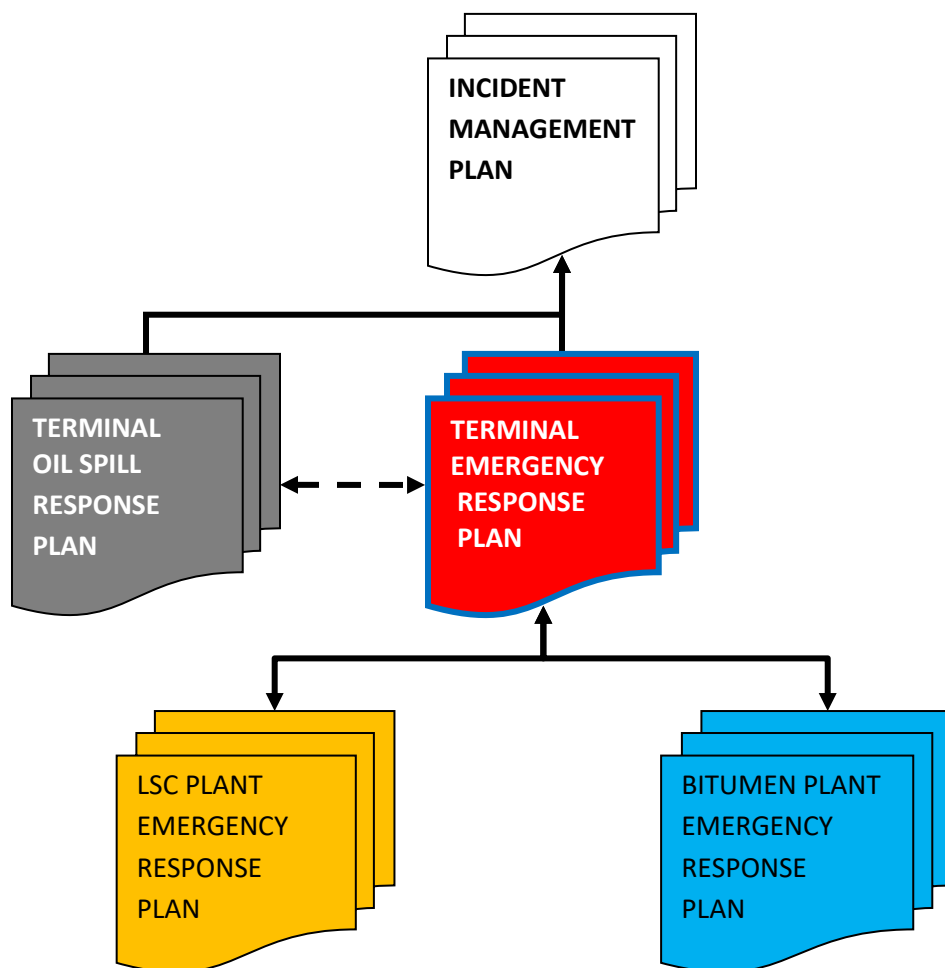 INCIDENT
MANAGEMENT
PLAN
TERMINAL
OIL SPILL
RESPONSE
PLAN
TERMINAL
EMERGENCY
RESPONSE
PLAN
LSC PLANT
EMERGENCY
RESPONSE
PLAN
BITUMEN PLANT
EMERGENCY
RESPONSE
PLAN